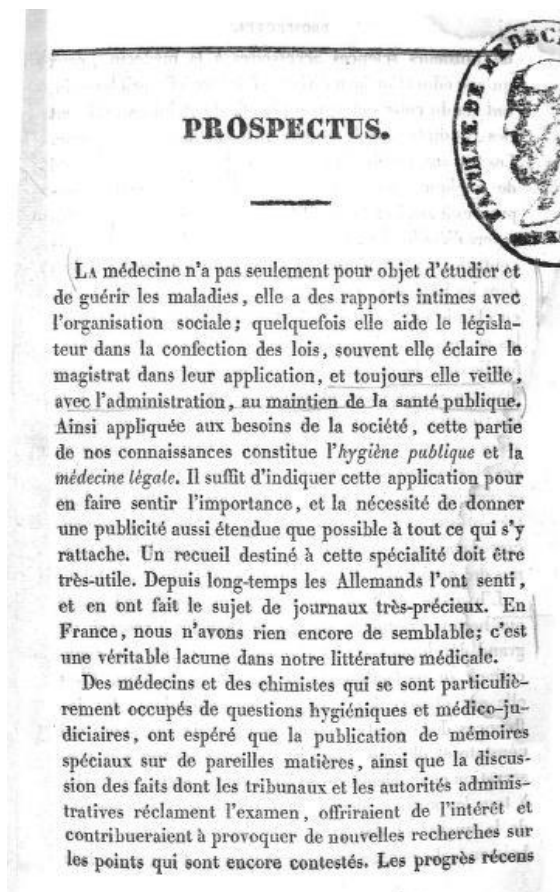 PROSPECTUS.
FACULTÉ DE MÉDECI
LA médecine n'a pas seulement pour objet d'étudier et
de guérir les maladies, elle a des rapports intimes avec
l'organisation sociale; quelquefois elle aide le législa-
teur dans la confection des lois, souvent elle éclaire le
magistrat dans leur application, et toujours elle veille,
avec l'administration, au maintien de la santé publique.
Ainsi appliquée aux besoins de la société, cette partie
de nos connaissances constitue l'hygiène publique et la
médecine légale. Il suffit d'indiquer cette application pour
en faire sentir l'importance, et la nécessité de donner
une publicité aussi étendue que possible à tout ce qui s'y
rattache. Un recueil destiné à cette spécialité doit être
très-utile. Depuis long-temps les Allemands l'ont senti,
et en ont fait le sujet de journaux très-précieux. En
France, nous n'avons rien encore de semblable; c'est
une véritable lacune dans notre littérature médicale.
Des médecins et des chimistes qui se sont particuliè-
rement occupés de questions hygiéniques et médico-ju-
diciaires, ont espéré que la publication de mémoires
spéciaux sur de pareilles matières, ainsi que la discus-
sion des faits dont les tribunaux et les autorités adminis-
tratives réclament l'examen, offriraient de l'intérêt et
contribueraient à provoquer de nouvelles recherches sur
les points qui sont encore contestés. Les progrès récens